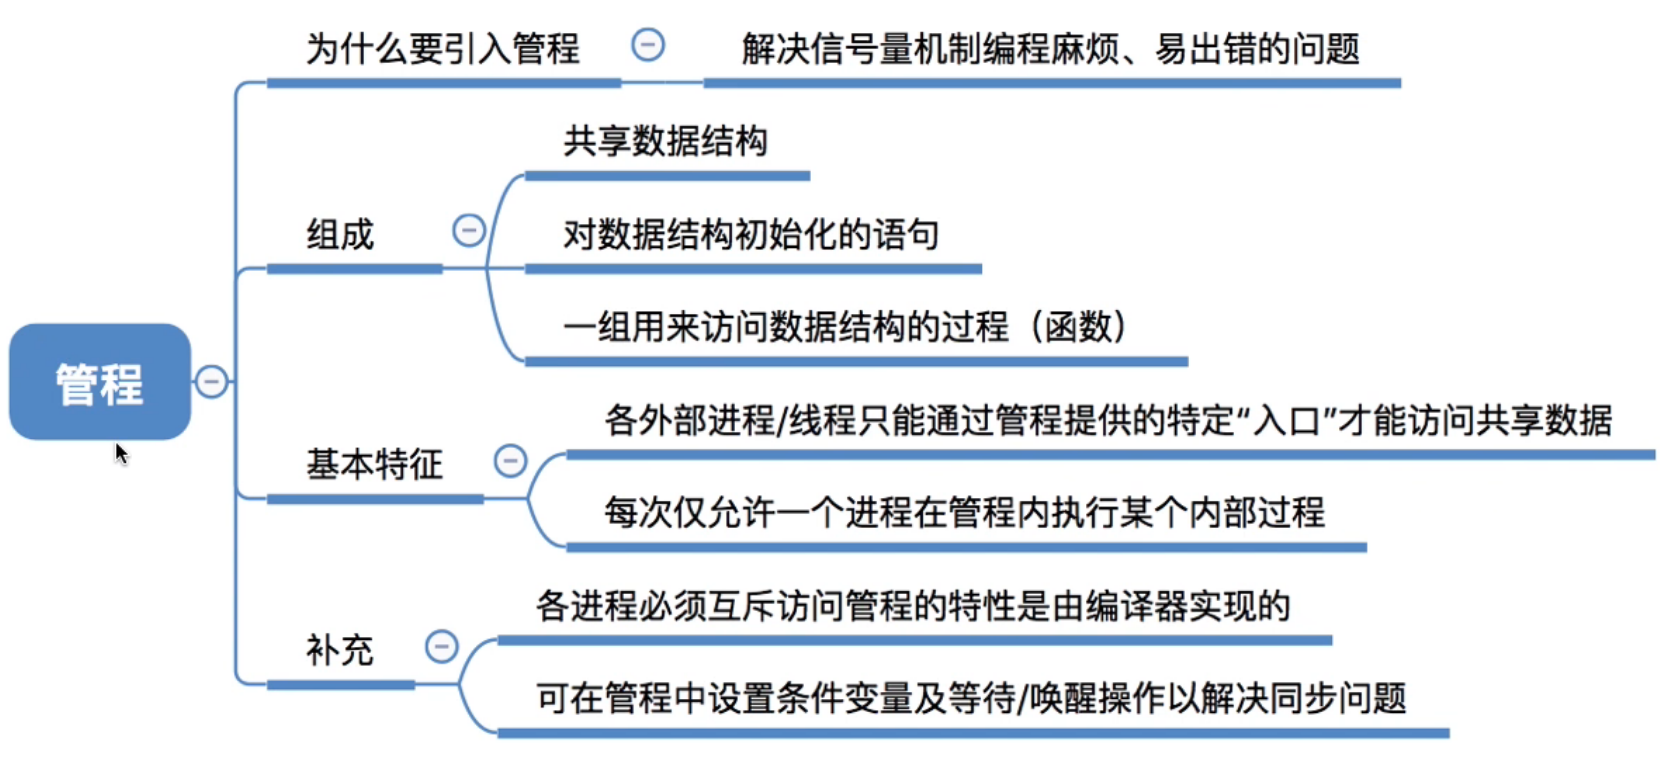 为什么要引入管程
解决信号量机制编程麻烦、易出错的问题
共享数据结构
组成
对数据结构初始化的语句
一组用来访问数据结构的过程（函数）
管程
各外部进程/线程只能通过管程提供的特定“入口”才能访问共享数据
基本特征
每次仅允许一个进程在管程内执行某个内部过程
各进程必须互斥访问管程的特性是由编译器实现的
补充
可在管程中设置条件变量及等待/唤醒操作以解决同步问题